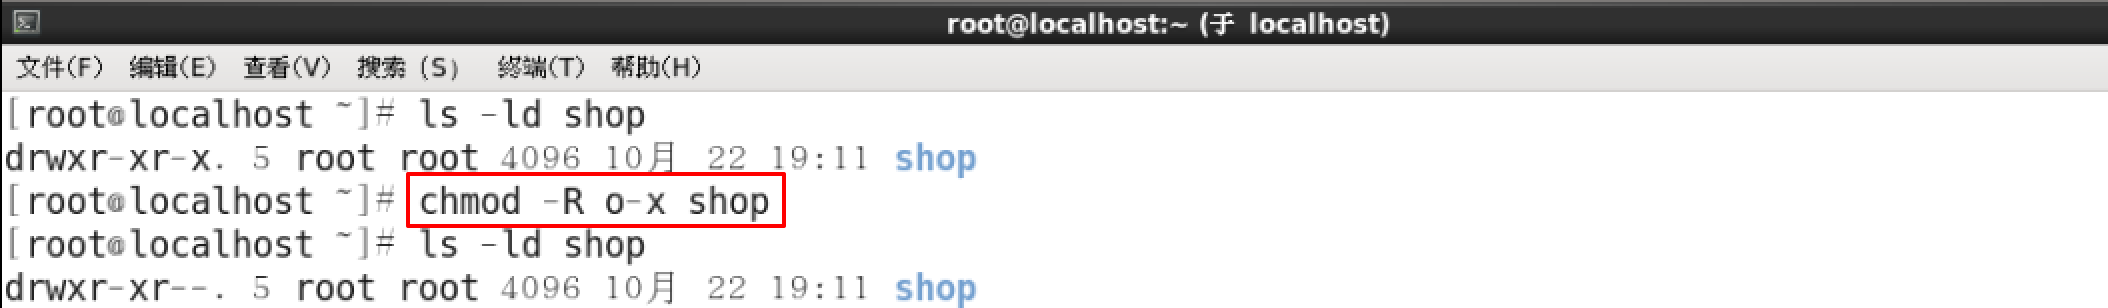 root@localhost:~ (于 localhost)
文件(F) 编辑(E) 查看(V) 搜索 (S) 终端(T) 帮助(H)
[root@localhost ~]# ls -ld shop
drwxr-xr-x. 5 root root 4096 10月 22 19:11 shop
[root@localhost ~]# chmod -R o-x shop
[root@localhost ~]# ls -ld shop
drwxr-xr--. 5 root root 4096 10月 22 19:11 shop